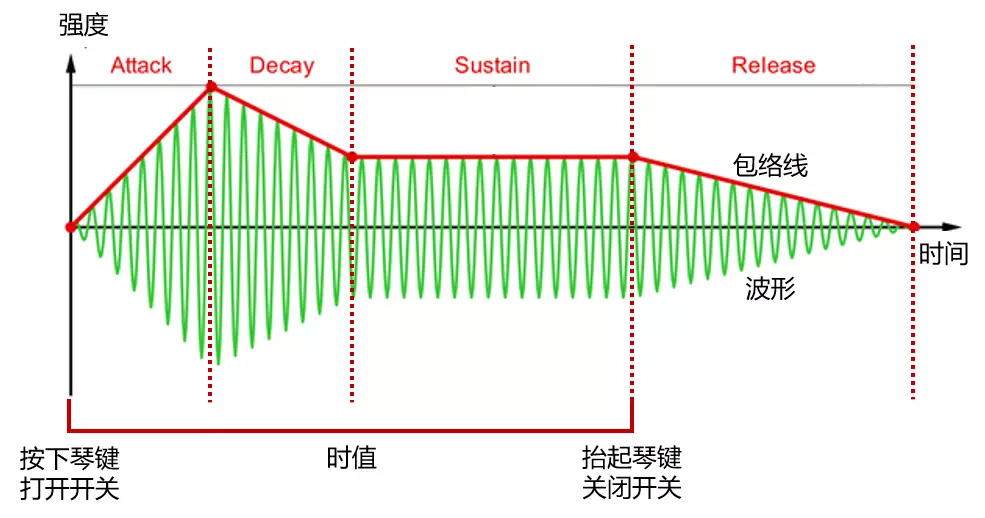 强度
Attack
Decay
Sustain
Release
包络线
时间
波形
按下琴键
打开开关
时值
抬起琴键
关闭开关